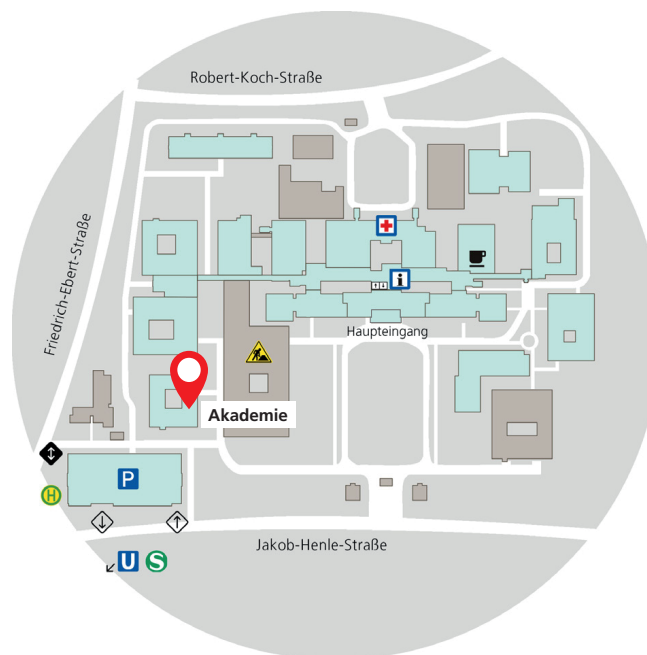 Robert-Koch-Straße
Friedrich-Ebert-Straße
i
Haupteingang
Akademie
P
H
Jakob-Henle-Straße
U
S